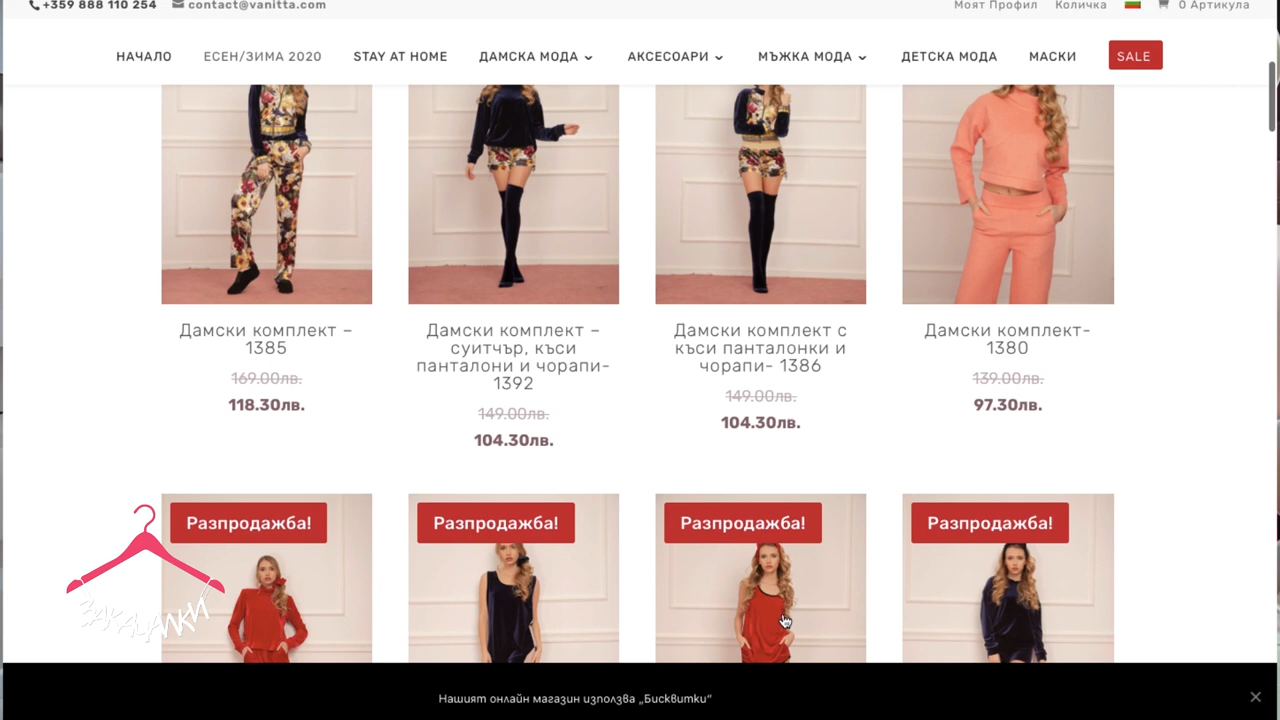 +359 888 110 254 contact@vanitta.com Моят Профил Количка 0 Артикула
НАЧАЛО ЕСЕН/ЗИМА 2020 STAY AT HOME ДАМСКА МОДА АКСЕСОАРИ МЪЖКА МОДА ДЕТСКА МОДА МАСКИ SALE
Дамски комплект –
1385
169.00лв.
118.30лв.
Дамски комплект –
суитчър, къси
панталони и чорапи-
1392
149.00лв.
104.30лв.
Дамски комплект с
къси панталонки и
чорапи- 1386
149.00лв.
104.30лв.
Дамски комплект-
1380
139.00лв.
97.30лв.
Разпродажба! Разпродажба! Разпродажба! Разпродажба!
ЗАКАЧАЛКИ
Нашият онлайн магазин използва „Бисквитки“